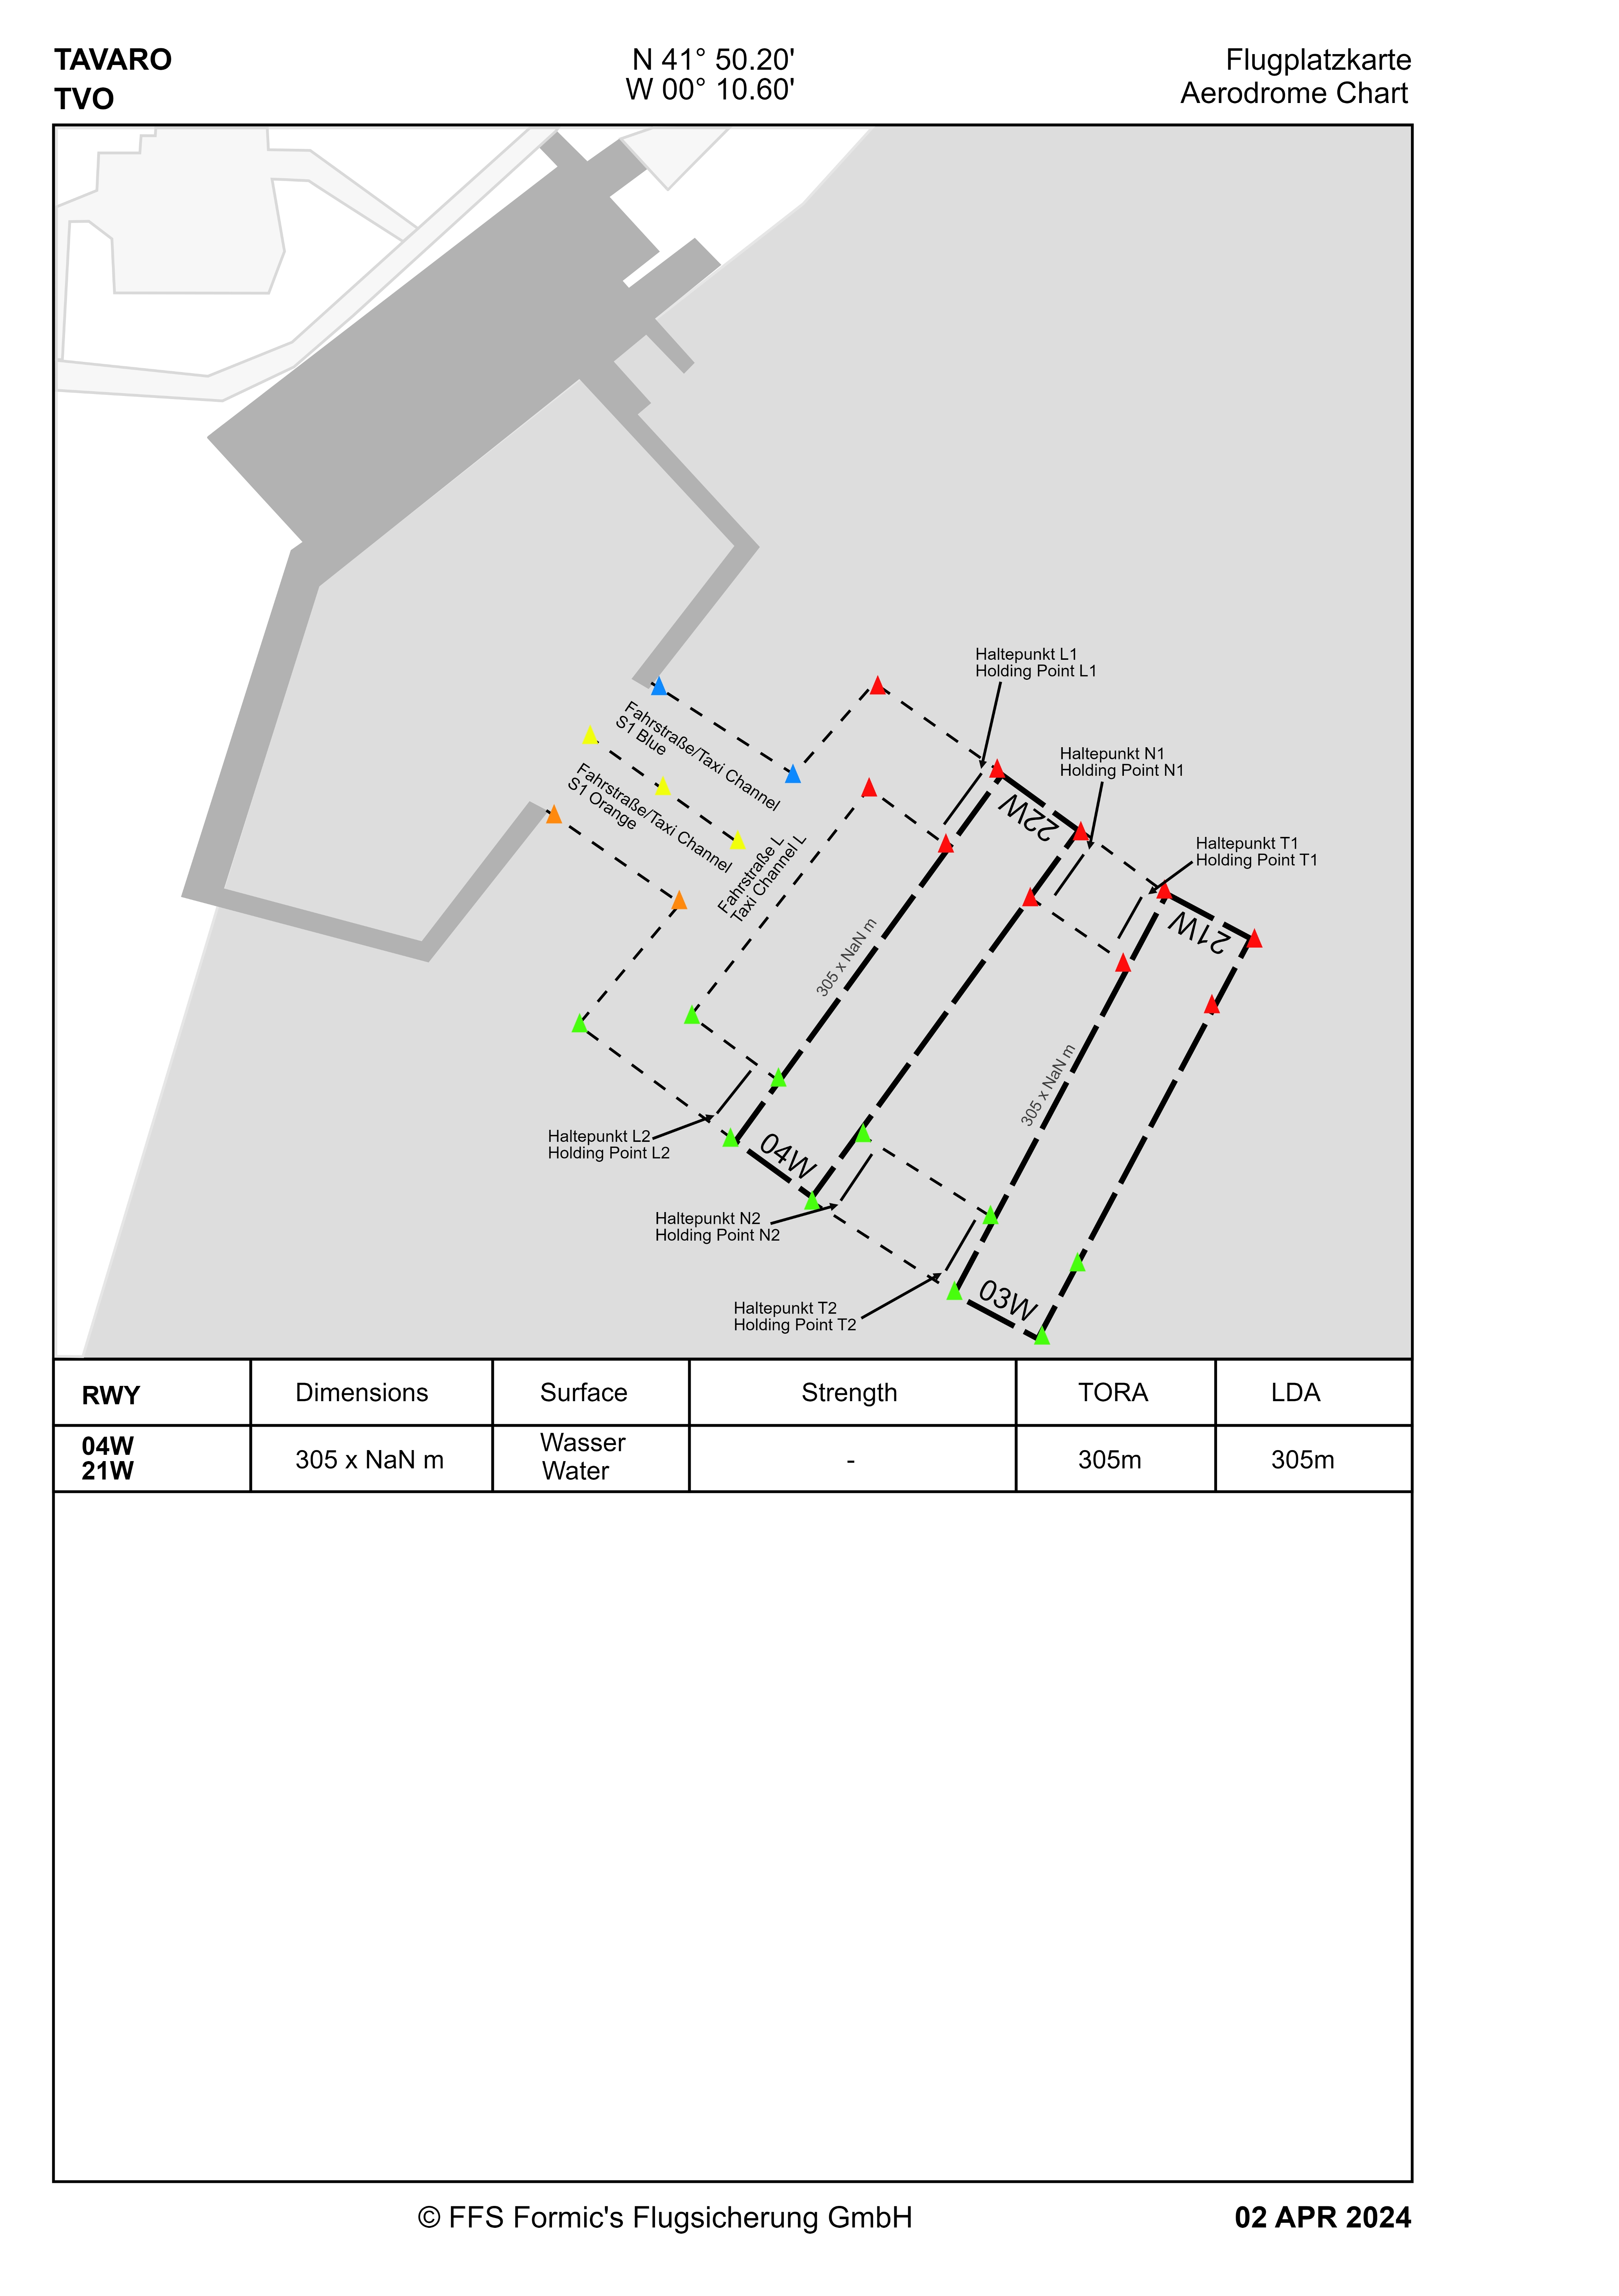 TAVARO
TVO
N 41° 50.20'
W 00° 10.60'
Flugplatzkarte
Aerodrome Chart
Haltepunkt L1
Holding Point L1
Fahrstraße/Taxi Channel
S1 Blue
Haltepunkt N1
Holding Point N1
Fahrstraße/Taxi Channel
S1 Orange
22W
Fahrstraße L
Taxi Channel L
Haltepunkt T1
Holding Point T1
21W
305 x NaN m
305 x NaN m
Haltepunkt L2
Holding Point L2
04W
Haltepunkt N2
Holding Point N2
03W
Haltepunkt T2
Holding Point T2
RWY
Dimensions
Surface
Strength
TORA
LDA
04W
21W
305 x NaN m
Wasser
Water
-
305m
305m
© FFS Formic's Flugsicherung GmbH
02 APR 2024